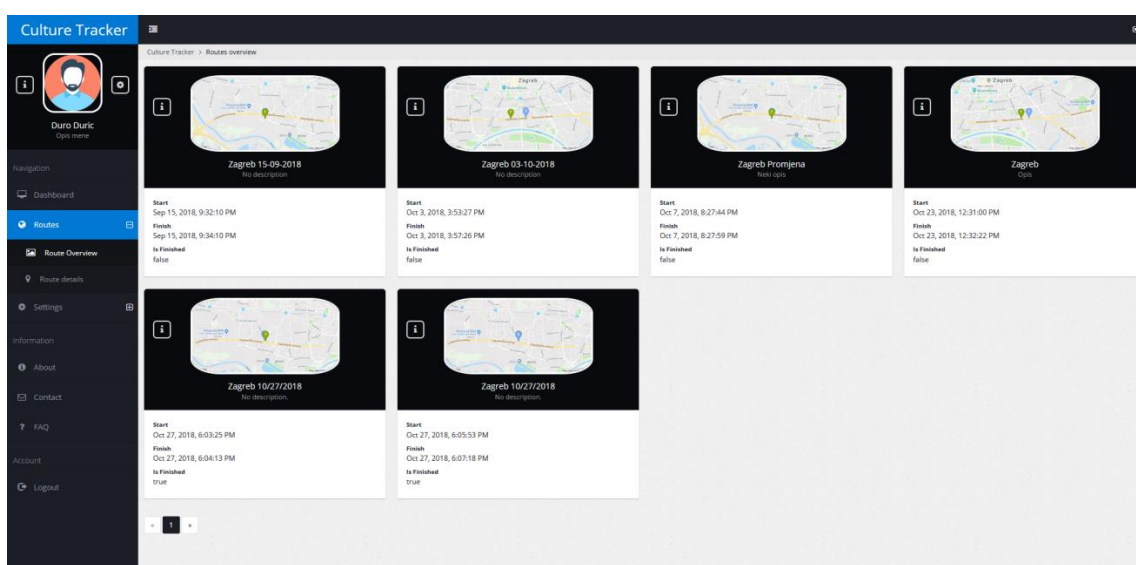 Culture Tracker
Duro Duric
Opis mene
Navigation
Dashboard
Routes
Route Overview
Route details
Settings
Information
About
Contact
? FAQ
Account
Logout
Culture Tracker > Routes overview
Zagreb 15-09-2018
No description
Start
Sep 15, 2018, 9:32:10 PM
Finish
Sep 15, 2018, 9:34:10 PM
Is Finished
false
Zagreb
Zagreb 03-10-2018
No description
Start
Oct 3, 2018, 3:53:27 PM
Finish
Oct 3, 2018, 3:57:26 PM
Is Finished
false
Zagreb Promjena
Neki opis
Start
Oct 7, 2018, 8:27:44 PM
Finish
Oct 7, 2018, 8:27:59 PM
Is Finished
false
Zagreb
Zagreb
Opis
Start
Oct 23, 2018, 12:31:00 PM
Finish
Oct 23, 2018, 12:32:22 PM
Is Finished
false
Zagreb 10/27/2018
No description.
Start
Oct 27, 2018, 6:03:25 PM
Finish
Oct 27, 2018, 6:04:13 PM
Is Finished
true
Zagreb 10/27/2018
No description.
Start
Oct 27, 2018, 6:05:53 PM
Finish
Oct 27, 2018, 6:07:18 PM
Is Finished
true
« 1 »